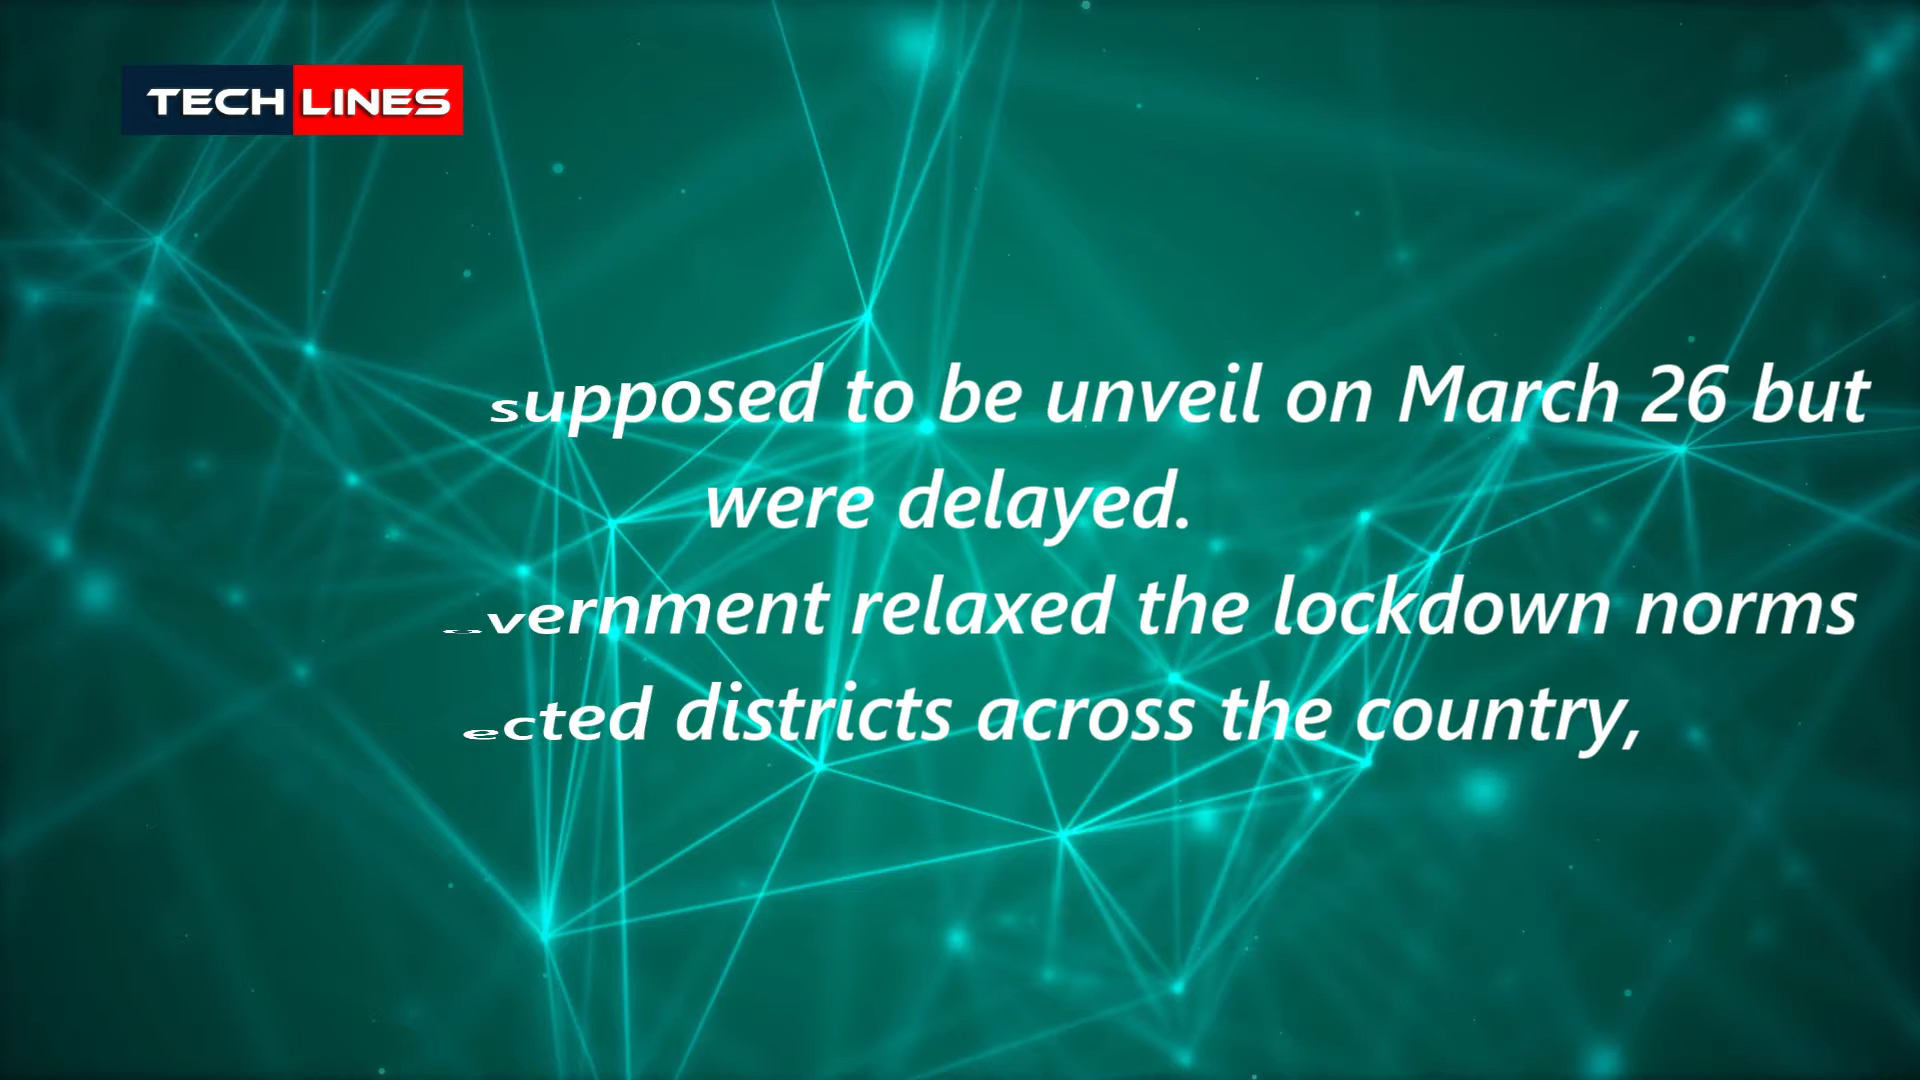 TECH LINES
supposed to be unveil on March 26 but
were delayed.
vernment relaxed the lockdown norms
ected districts across the country,